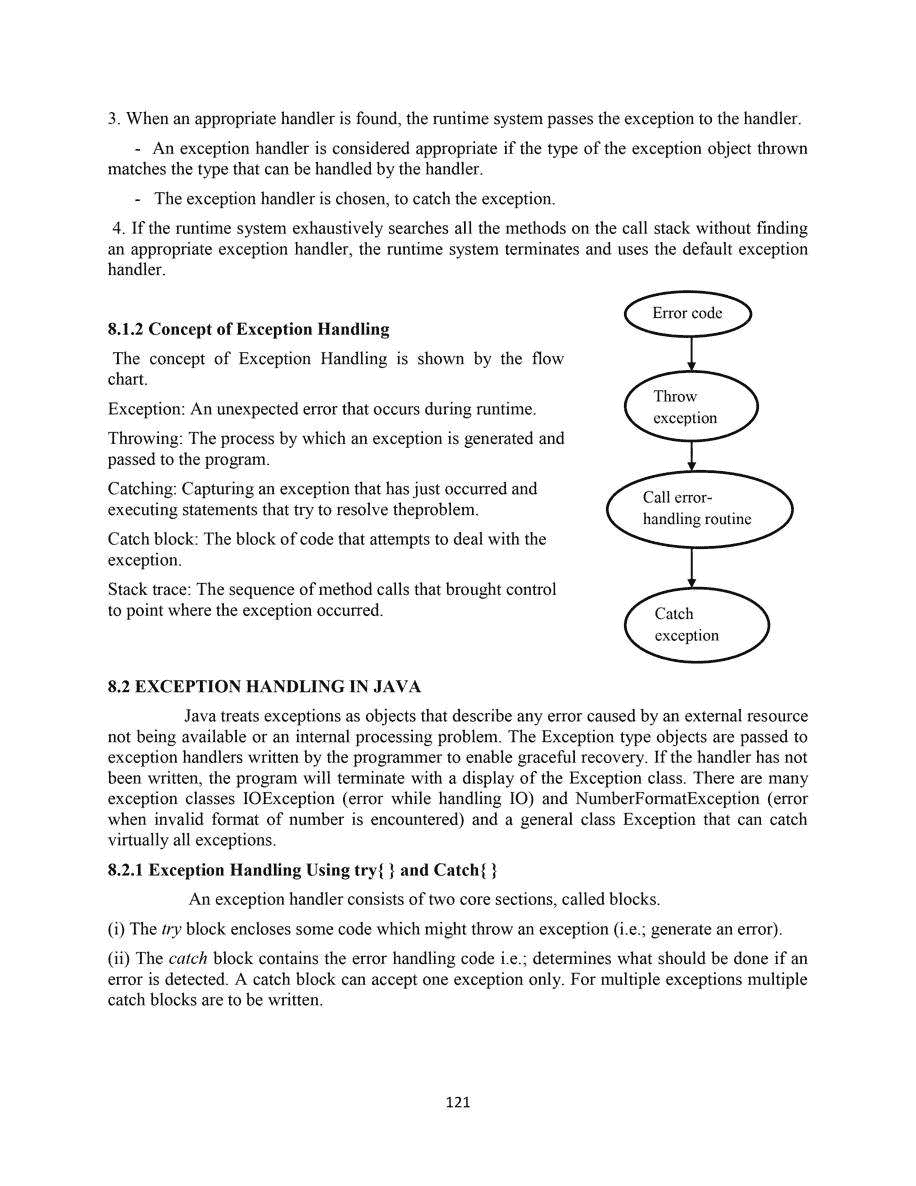 3. When an appropriate handler is found, the runtime system passes the exception to the handler.
- An exception handler is considered appropriate if the type of the exception object thrown
matches the type that can be handled by the handler.
- The exception handler is chosen, to catch the exception.
4. If the runtime system exhaustively searches all the methods on the call stack without finding
an appropriate exception handler, the runtime system terminates and uses the default exception
handler.
8.1.2 Concept of Exception Handling
The concept of Exception Handling is shown by the flow
chart.
Exception: An unexpected error that occurs during runtime.
Throwing: The process by which an exception is generated and
passed to the program.
Catching: Capturing an exception that has just occurred and
executing statements that try to resolve theproblem.
Catch block: The block of code that attempts to deal with the
exception.
Stack trace: The sequence of method calls that brought control
to point where the exception occurred.
Error code
Throw
exception
Call error-
handling routine
Catch
exception
8.2 EXCEPTION HANDLING IN JAVA
Java treats exceptions as objects that describe any error caused by an external resource
not being available or an internal processing problem. The Exception type objects are passed to
exception handlers written by the programmer to enable graceful recovery. If the handler has not
been written, the program will terminate with a display of the Exception class. There are many
exception classes IOException (error while handling IO) and NumberFormatException (error
when invalid format of number is encountered) and a general class Exception that can catch
virtually all exceptions.
8.2.1 Exception Handling Using try{ } and Catch{ }
An exception handler consists of two core sections, called blocks.
(i) The try block encloses some code which might throw an exception (i.e.; generate an error).
(ii) The catch block contains the error handling code i.e.; determines what should be done if an
error is detected. A catch block can accept one exception only. For multiple exceptions multiple
catch blocks are to be written.
121